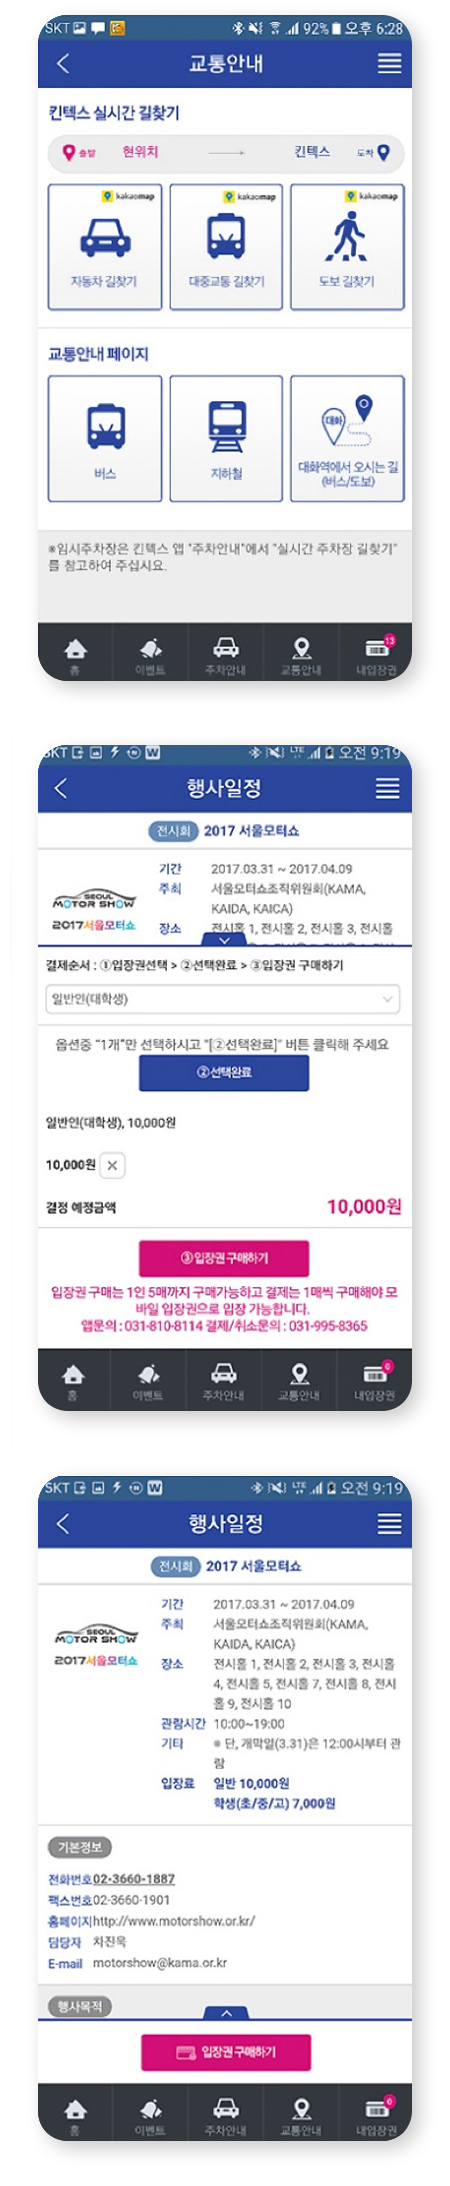 SKT 92% 오후 6:28
교통안내
킨텍스 실시간 길찾기
출발 현위치 킨텍스 도착
kakaomap kakaomap kakaomap
자동차 길찾기 대중교통 길찾기 도보 길찾기
교통안내 페이지
대화
버스 지하철 대화역에서 오시는 길
(버스/도보)
※임시주차장은 킨텍스 앱 "주차안내"에서 "실시간 주차장 길찾기"
를 참고하여 주십시요.
13
홈 이벤트 주차안내 교통안내 내입장권
SKT W LTE 오전 9:19
행사일정
전시회 2017 서울모터쇼
기간 2017.03.31 ~ 2017.04.09
주최 서울모터쇼조직위원회(KAMA,
KAIDA, KAICA)
SEOUL
MOTOR SHOW
2017서울모터쇼
장소 전시홀 1, 전시홀 2, 전시홀 3, 전시홀
결제순서 : ①입장권선택 > ②선택완료 > ③입장권 구매하기
일반인(대학생)
옵션중 "1개"만 선택하시고 "[②선택완료]" 버튼 클릭해 주세요
②선택완료
일반인(대학생), 10,000원
10,000원 ×
결정 예정금액 10,000원
③입장권 구매하기
입장권 구매는 1인 5매까지 구매가능하고 결제는 1매씩 구매해야 모
바일 입장권으로 입장 가능합니다.
앱문의 : 031-810-8114 결제/취소문의 : 031-995-8365
0
홈 이벤트 주차안내 교통안내 내입장권
SKT W LTE 오전 9:19
행사일정
전시회 2017 서울모터쇼
기간 2017.03.31 ~ 2017.04.09
주최 서울모터쇼조직위원회(KAMA,
KAIDA, KAICA)
SEOUL
MOTOR SHOW
2017서울모터쇼
장소 전시홀 1, 전시홀 2, 전시홀 3, 전시홀
4, 전시홀 5, 전시홀 7, 전시홀 8, 전시
홀 9, 전시홀 10
관람시간 10:00~19:00
기타 ※ 단, 개막일(3.31)은 12:00시부터 관
람
입장료 일반 10,000원
학생(초/중/고) 7,000원
기본정보
전화번호 02-3660-1887
팩스번호 02-3660-1901
홈페이지 http://www.motorshow.or.kr/
담당자 차진욱
E-mail motorshow@kama.or.kr
행사목적
입장권 구매하기
0
홈 이벤트 주차안내 교통안내 내입장권